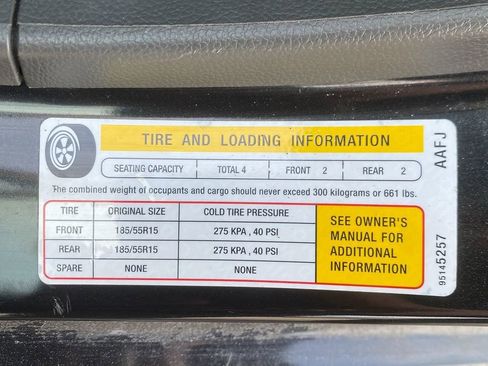 TIRE AND LOADING INFORMATION
SEATING CAPACITY TOTAL 4 FRONT 2 REAR 2
The combined weight of occupants and cargo should never exceed 300 kilograms or 661 lbs.
TIRE ORIGINAL SIZE COLD TIRE PRESSURE
FRONT 185/55R15 275 KPA , 40 PSI
REAR 185/55R15 275 KPA , 40 PSI
SPARE NONE NONE
SEE OWNER'S
MANUAL FOR
ADDITIONAL
INFORMATION
95145257 AAFJ